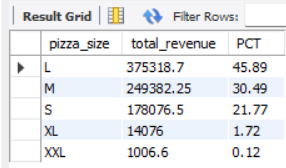 Result Grid Filter Rows:
pizza_size total_revenue PCT
L 375318.7 45.89
M 249382.25 30.49
S 178076.5 21.77
XL 14076 1.72
XXL 1006.6 0.12